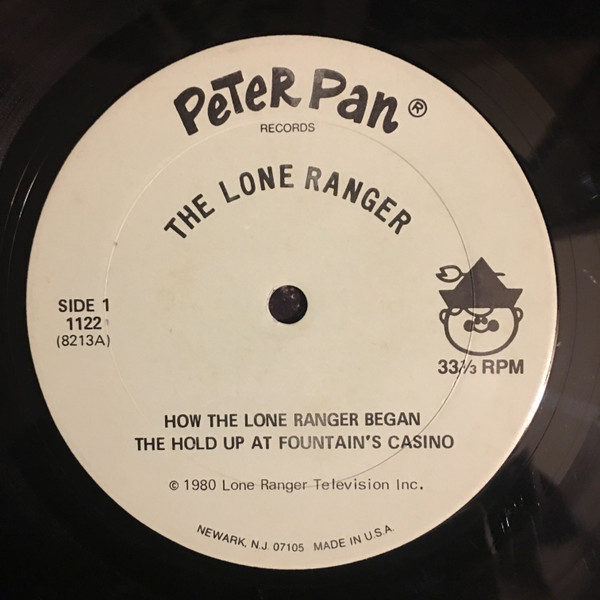 PeTeR Pan ®
RECORDS
THE LONE RANGER
SIDE 1
1122
(8213A)
33⅓ RPM
HOW THE LONE RANGER BEGAN
THE HOLD UP AT FOUNTAIN'S CASINO
© 1980 Lone Ranger Television Inc.
NEWARK, N.J. 07105 MADE IN U.S.A.